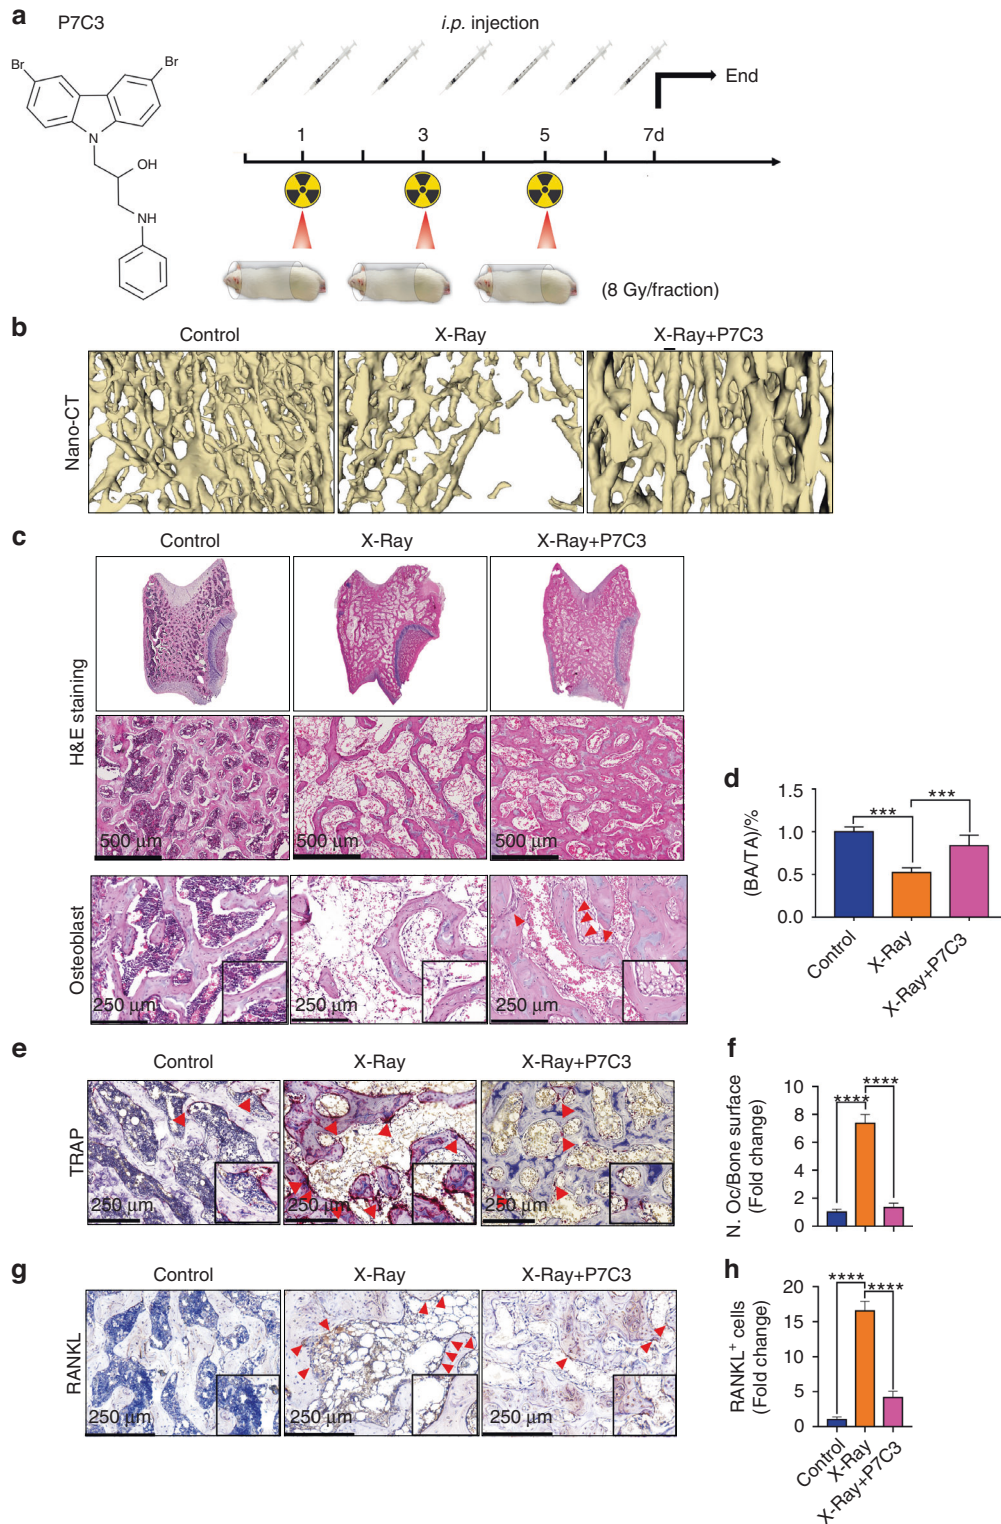 a
P7C3
i.p. injection
End
1 3 5 7d
(8 Gy/fraction)
Br
Br
N
OH
NH
b
Control X-Ray X-Ray+P7C3
Nano-CT
c
Control X-Ray X-Ray+P7C3
H&E staining
500 µm 500 µm 500 µm
Osteoblast
250 µm 250 µm 250 µm
d
(BA/TA)/%
1.5
1.0
0.5
0.0
*** ***
Control
X-Ray
X-Ray+P7C3
e
Control X-Ray X-Ray+P7C3
TRAP
250 µm 250 µm 250 µm
f
N. Oc/Bone surface
(Fold change)
10
8
6
4
2
0
**** ****
g
Control X-Ray X-Ray+P7C3
RANKL
250 µm 250 µm 250 µm
h
RANKL+ cells
(Fold change)
20
15
10
5
0
**** ****
Control
X-Ray
X-Ray+P7C3